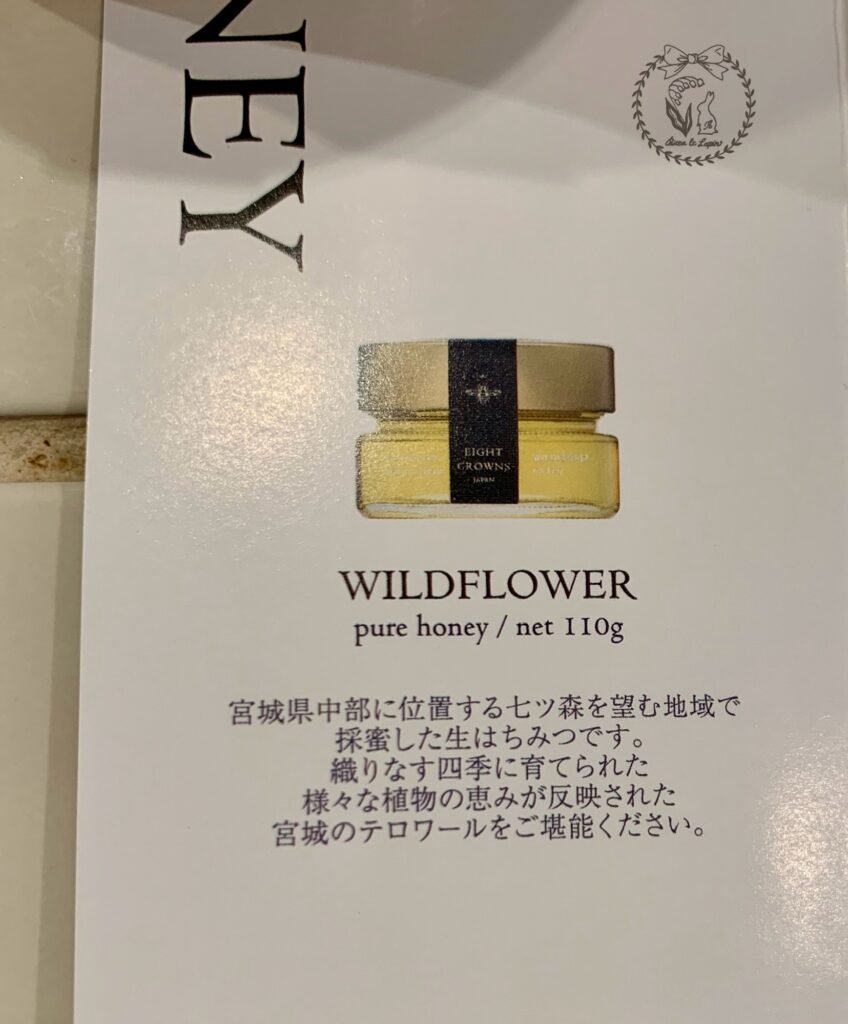 NEY
EIGHT
CROWNS
JAPAN
WILDFLOWER
pure honey / net 110g
宮城県中部に位置する七ツ森を望む地域で
採蜜した生はちみつです。
織りなす四季に育てられた
様々な植物の恵みが反映された
宮城のテロワールをご堪能ください。